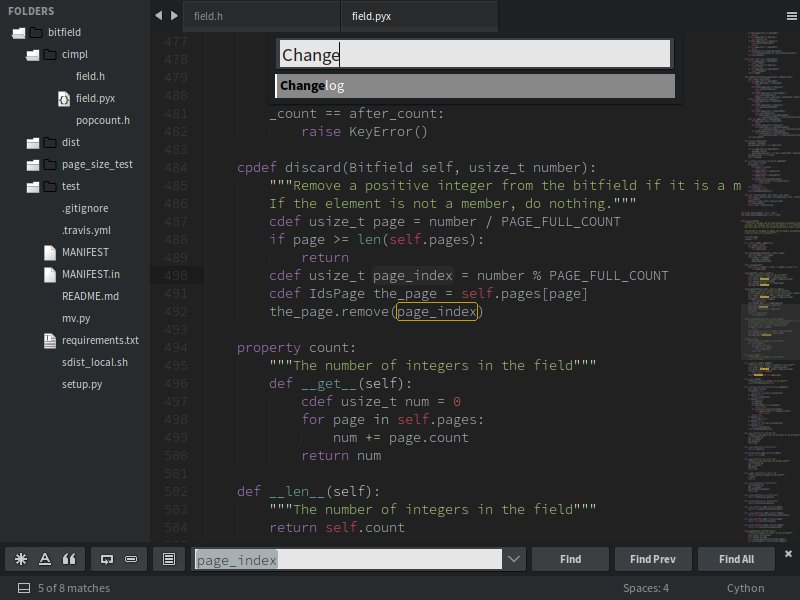 FOLDERS
bitfield
cimpl
field.h
field.pyx
popcount.h
dist
page_size_test
test
.gitignore
.travis.yml
MANIFEST
MANIFEST.in
README.md
mv.py
requirements.txt
sdist_local.sh
setup.py
field.h
field.pyx
Change
Changelog
477
478
479
480
481 _count == after_count:
482 raise KeyError()
483
484 cpdef discard(Bitfield self, usize_t number):
485 """Remove a positive integer from the bitfield if it is a m
486 If the element is not a member, do nothing."""
487 cdef usize_t page = number / PAGE_FULL_COUNT
488 if page >= len(self.pages):
489 return
490 cdef usize_t page_index = number % PAGE_FULL_COUNT
491 cdef IdsPage the_page = self.pages[page]
492 the_page.remove(page_index)
493
494 property count:
495 """The number of integers in the field"""
496 def __get__(self):
497 cdef usize_t num = 0
498 for page in self.pages:
499 num += page.count
500 return num
501
502 def __len__(self):
503 """The number of integers in the field"""
504 return self.count
page_index
Find
Find Prev
Find All
5 of 8 matches
Spaces: 4
Cython